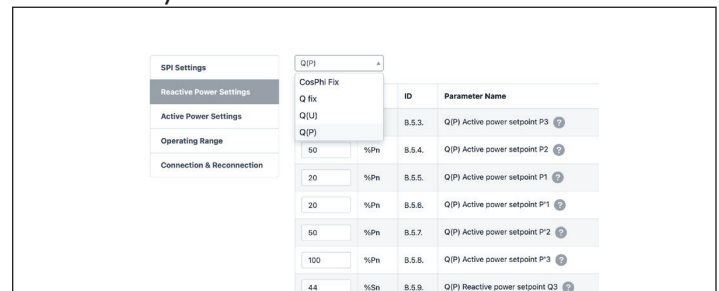 SPI Settings
Reactive Power Settings
Active Power Settings
Operating Range
Connection & Reconnection
Q(P)
CosPhi Fix
Q fix
Q(U)
Q(P)
ID Parameter Name
B.5.3. Q(P) Active power setpoint P3 ?
50 %Pn B.5.4. Q(P) Active power setpoint P2 ?
20 %Pn B.5.5. Q(P) Active power setpoint P1 ?
20 %Pn B.5.6. Q(P) Active power setpoint P'1 ?
50 %Pn B.5.7. Q(P) Active power setpoint P'2 ?
100 %Pn B.5.8. Q(P) Active power setpoint P'3 ?
44 %Sn B.5.9. Q(P) Reactive power setpoint Q3 ?